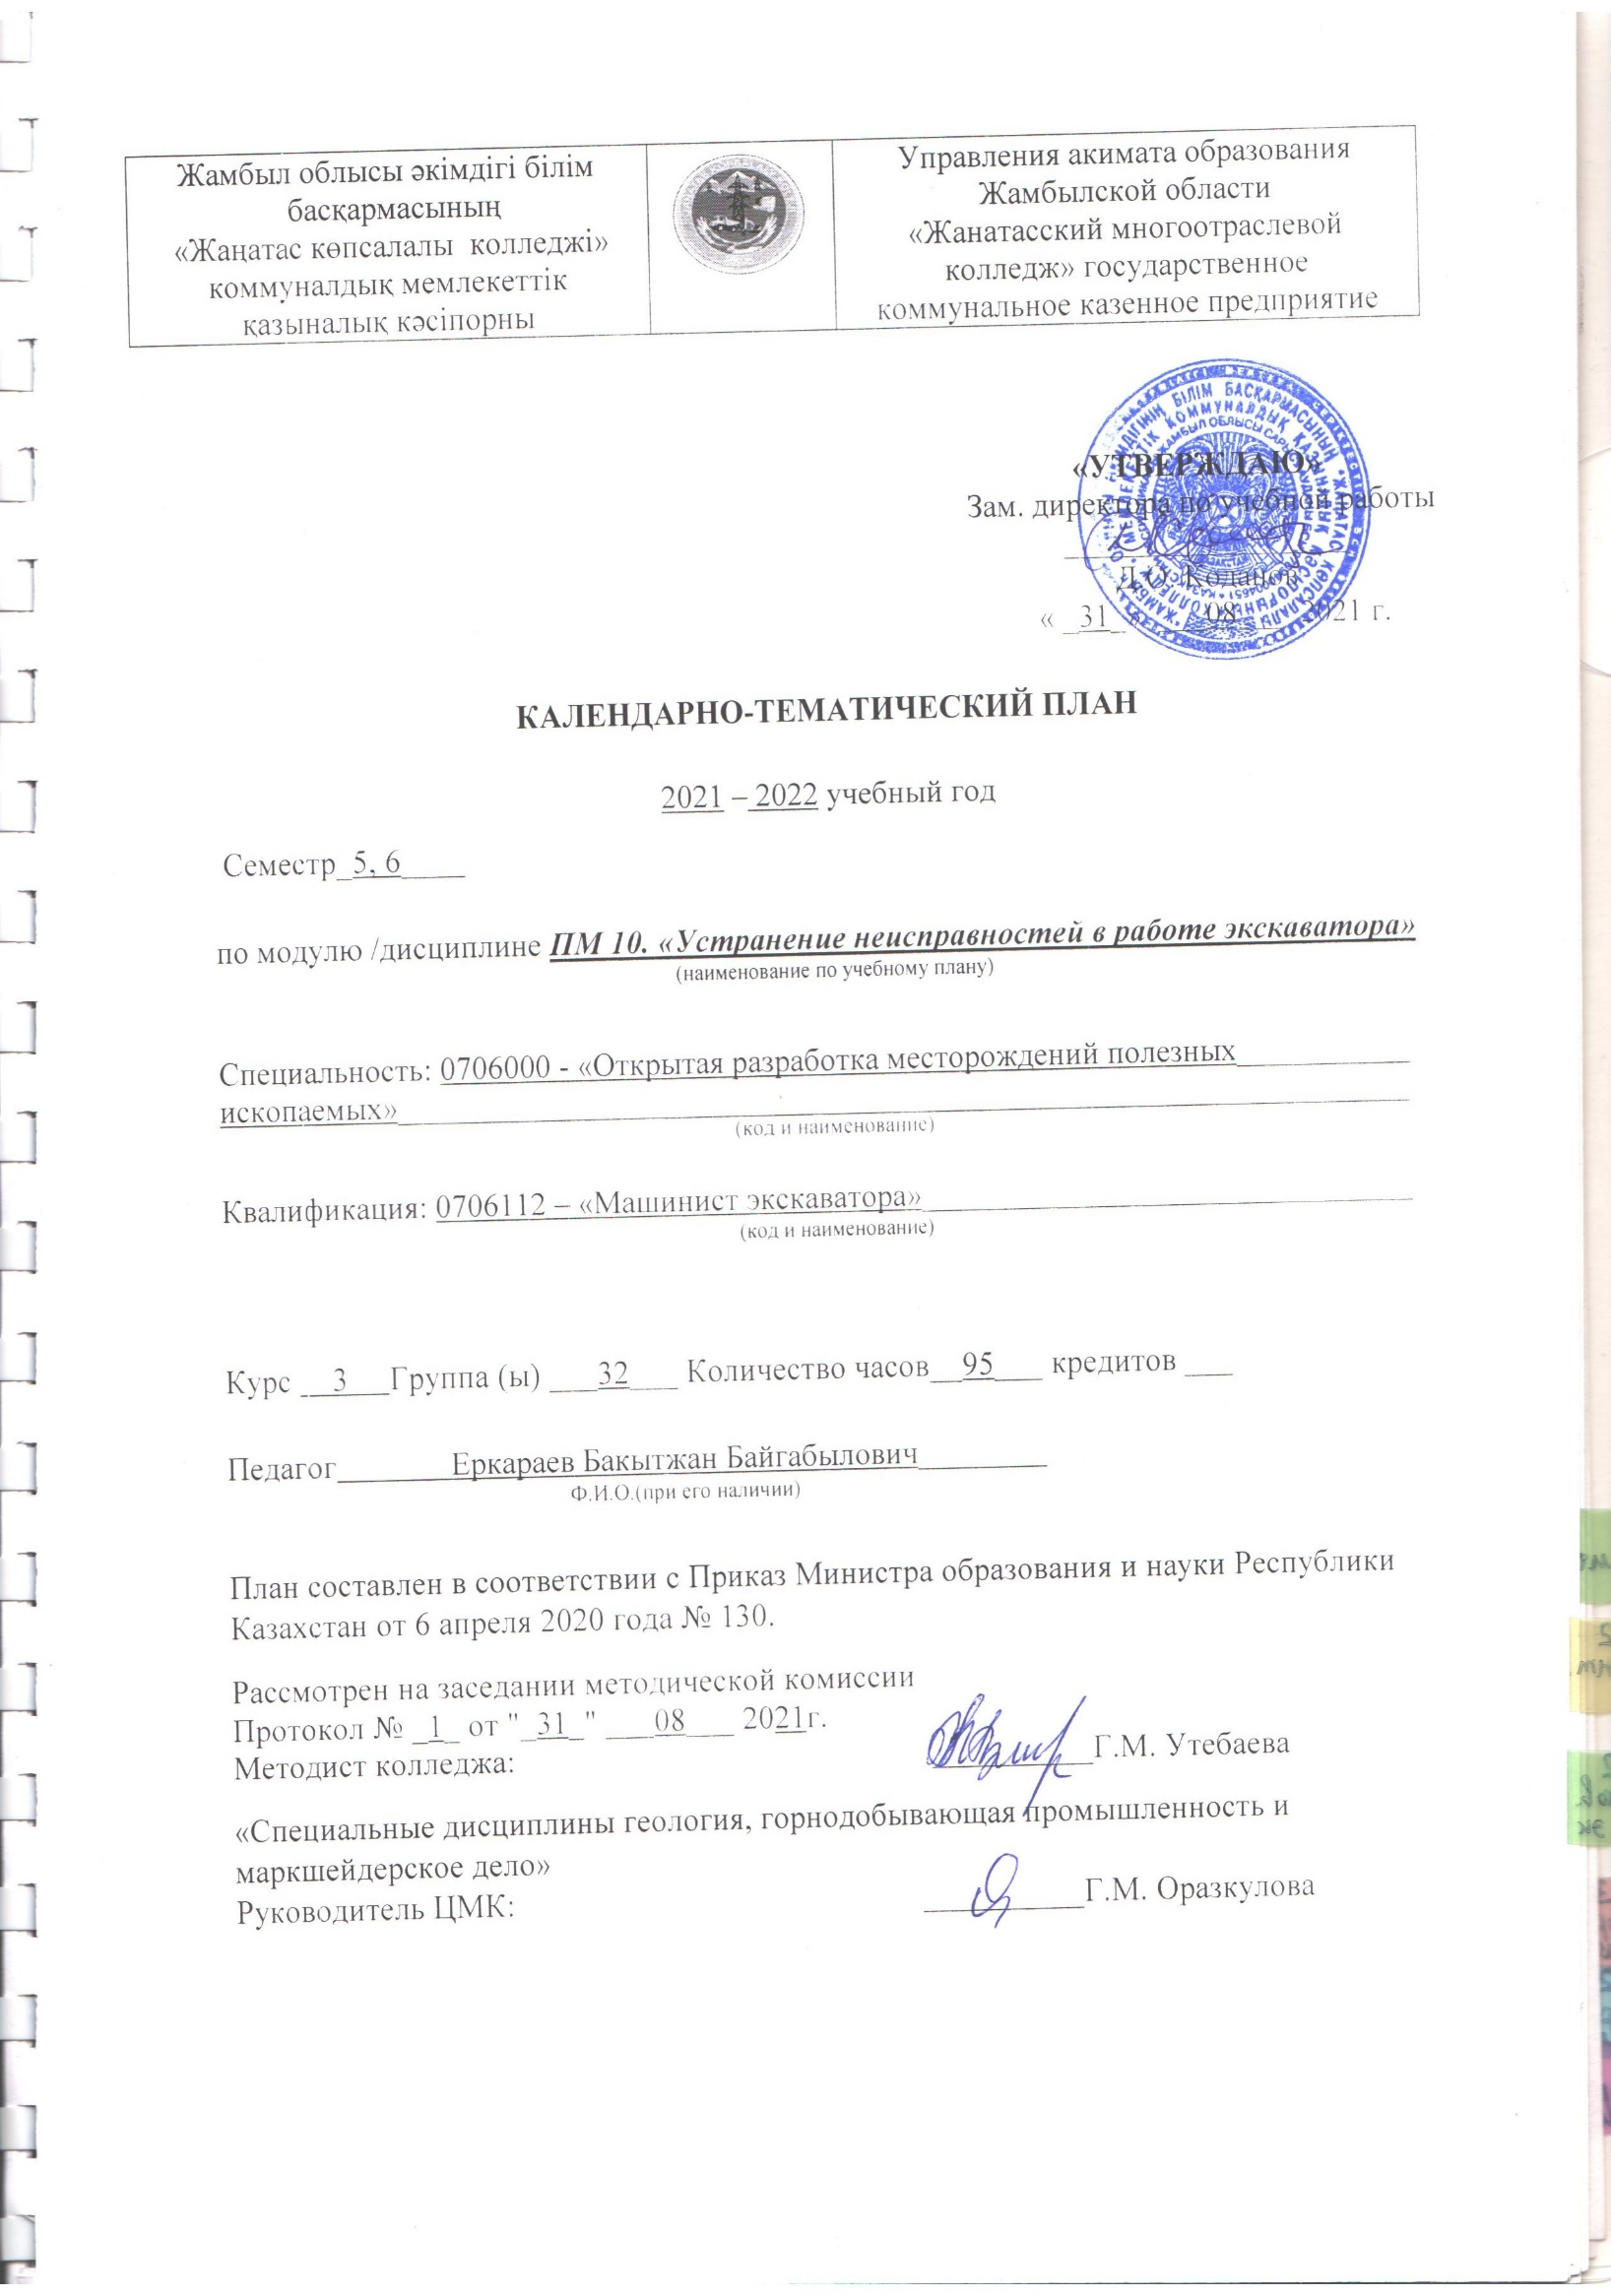 Жамбыл облысы әкімдігі білім
басқармасының
«Жаңатас көпсалалы колледжі»
коммуналдық мемлекеттік
қазыналық кәсіпорны
Управления акимата образования
Жамбылской области
«Жанатасский многоотраслевой
колледж» государственное
коммунальное казенное предприятие
«УТВЕРЖДАЮ»
Зам. директора по учебной работы
Д.О. Коданов
« _31_ » 08 2021 г.
КАЛЕНДАРНО-ТЕМАТИЧЕСКИЙ ПЛАН
2021 – 2022 учебный год
Семестр_5, 6____
по модулю /дисциплине ПМ 10. «Устранение неисправностей в работе экскаватора»
(наименование по учебному плану)
Специальность: 0706000 - «Открытая разработка месторождений полезных
ископаемых»
(код и наименование)
Квалификация: 0706112 – «Машинист экскаватора»
(код и наименование)
Курс __3___Группа (ы) ___32___ Количество часов__95___ кредитов ___
Педагог_______Еркараев Бакытжан Байгабылович________
Ф.И.О.(при его наличии)
План составлен в соответствии с Приказ Министра образования и науки Республики
Казахстан от 6 апреля 2020 года № 130.
Рассмотрен на заседании методической комиссии
Протокол № _1_ от "_31_" ___08___ 2021г.
Методист колледжа: __________Г.М. Утебаева
«Специальные дисциплины геология, горнодобывающая промышленность и
маркшейдерское дело»
Руководитель ЦМК: __________Г.М. Оразкулова